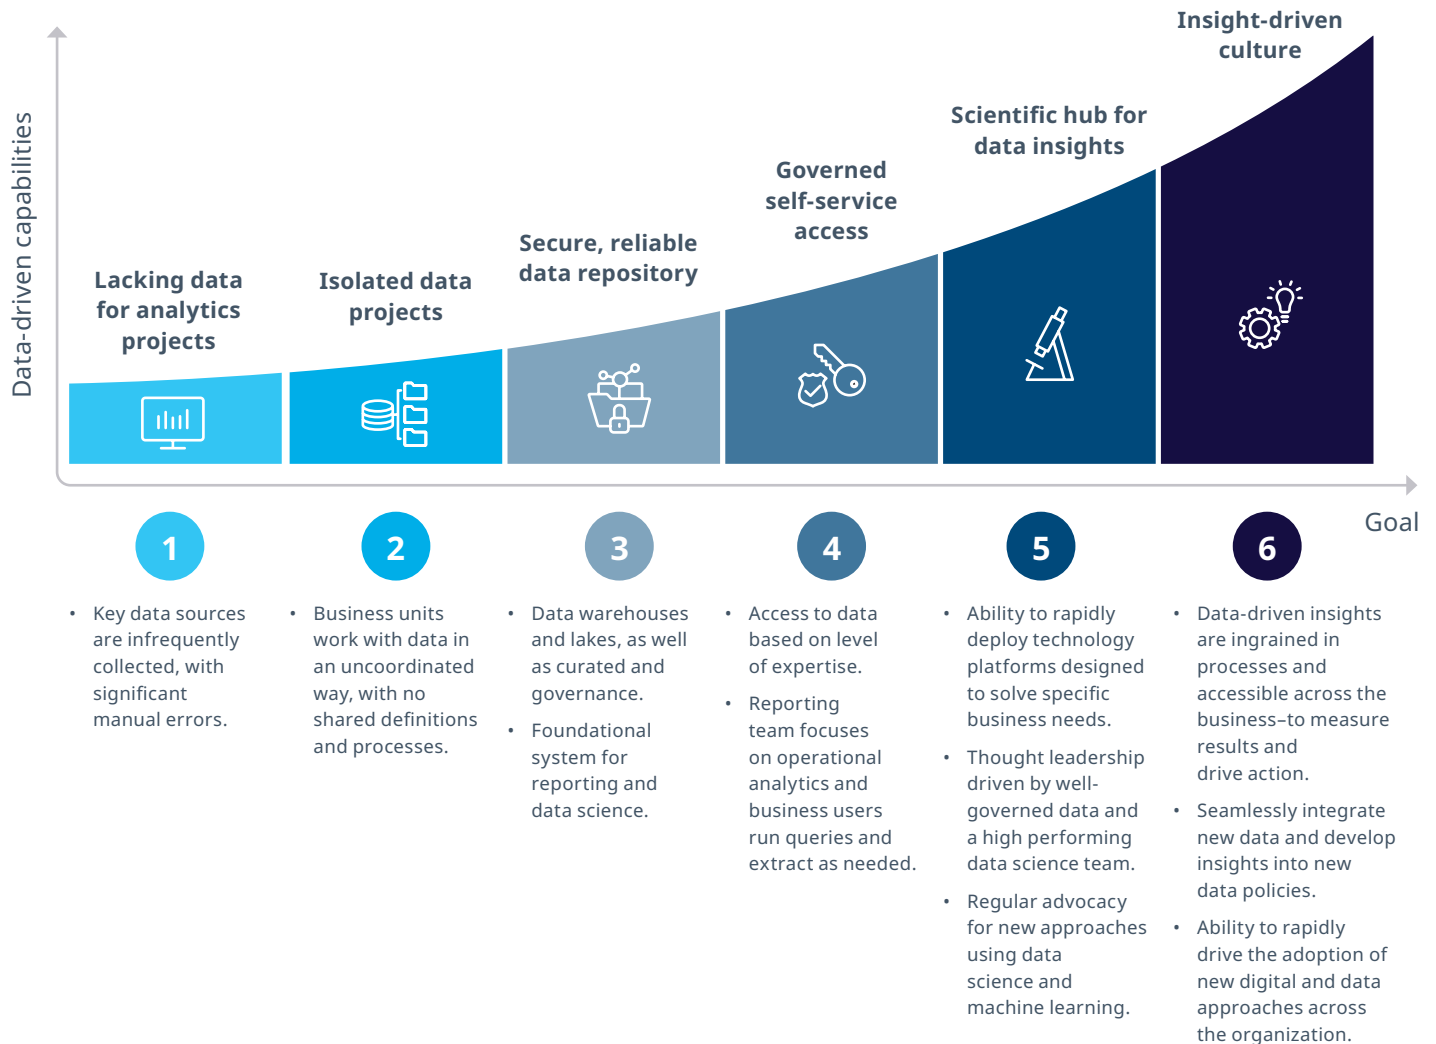 Insight-driven
culture
Scientific hub for
data insights
Governed
self-service
access
Secure, reliable
data repository
Isolated data
projects
Lacking data
for analytics
projects
Data-driven capabilities
Goal
1
• Key data sources
are infrequently
collected, with
significant
manual errors.
2
• Business units
work with data in
an uncoordinated
way, with no
shared definitions
and processes.
3
• Data warehouses
and lakes, as well
as curated and
governance.
• Foundational
system for
reporting and
data science.
4
• Access to data
based on level
of expertise.
• Reporting
team focuses
on operational
analytics and
business users
run queries and
extract as needed.
5
• Ability to rapidly
deploy technology
platforms designed
to solve specific
business needs.
• Thought leadership
driven by well-
governed data and
a high performing
data science team.
• Regular advocacy
for new approaches
using data
science and
machine learning.
6
• Data-driven insights
are ingrained in
processes and
accessible across the
business–to measure
results and
drive action.
• Seamlessly integrate
new data and develop
insights into new
data policies.
• Ability to rapidly
drive the adoption of
new digital and data
approaches across
the organization.